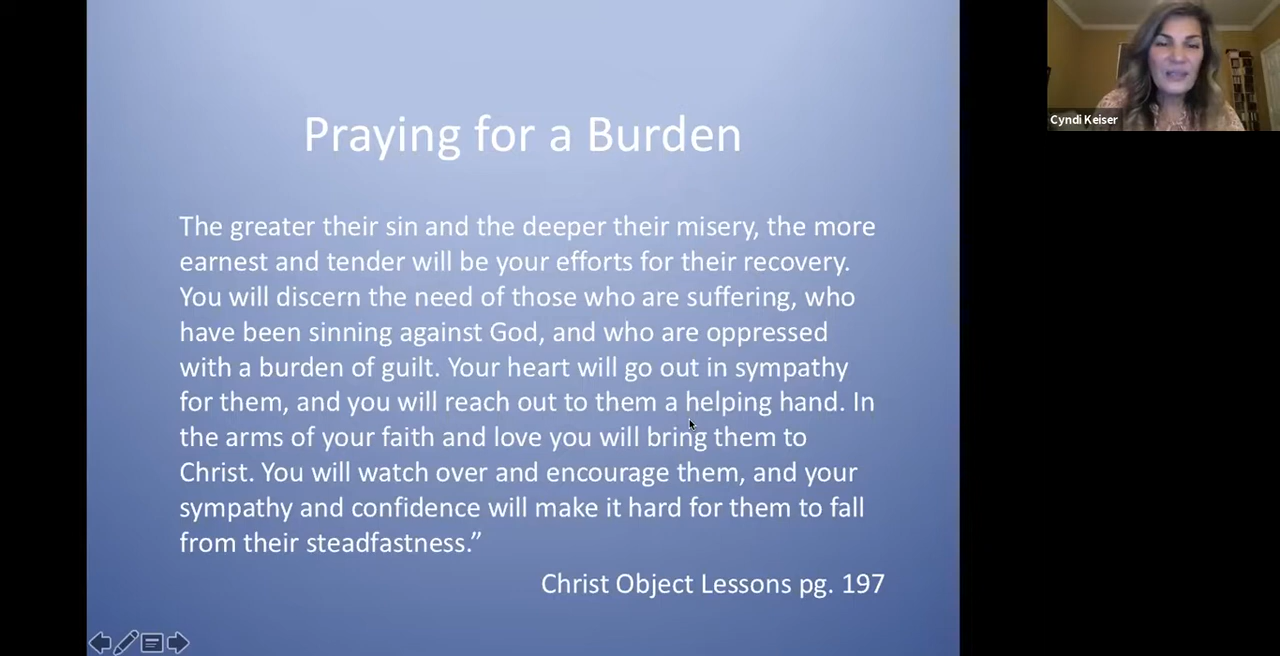 Praying for a Burden
The greater their sin and the deeper their misery, the more
earnest and tender will be your efforts for their recovery.
You will discern the need of those who are suffering, who
have been sinning against God, and who are oppressed
with a burden of guilt. Your heart will go out in sympathy
for them, and you will reach out to them a helping hand. In
the arms of your faith and love you will bring them to
Christ. You will watch over and encourage them, and your
sympathy and confidence will make it hard for them to fall
from their steadfastness.”
Christ Object Lessons pg. 197
Cyndi Keiser